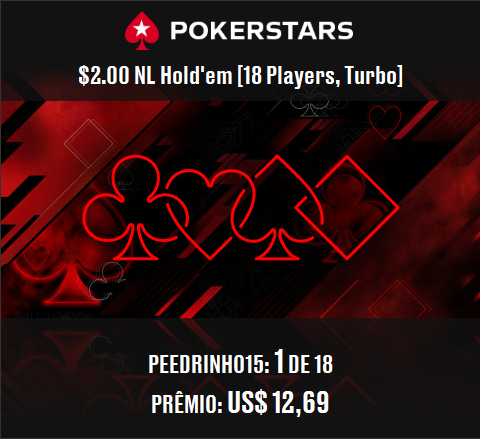 POKERSTARS
$2.00 NL Hold'em [18 Players, Turbo]
PEEDRINHO15: 1 DE 18
PRÊMIO: US$ 12,69